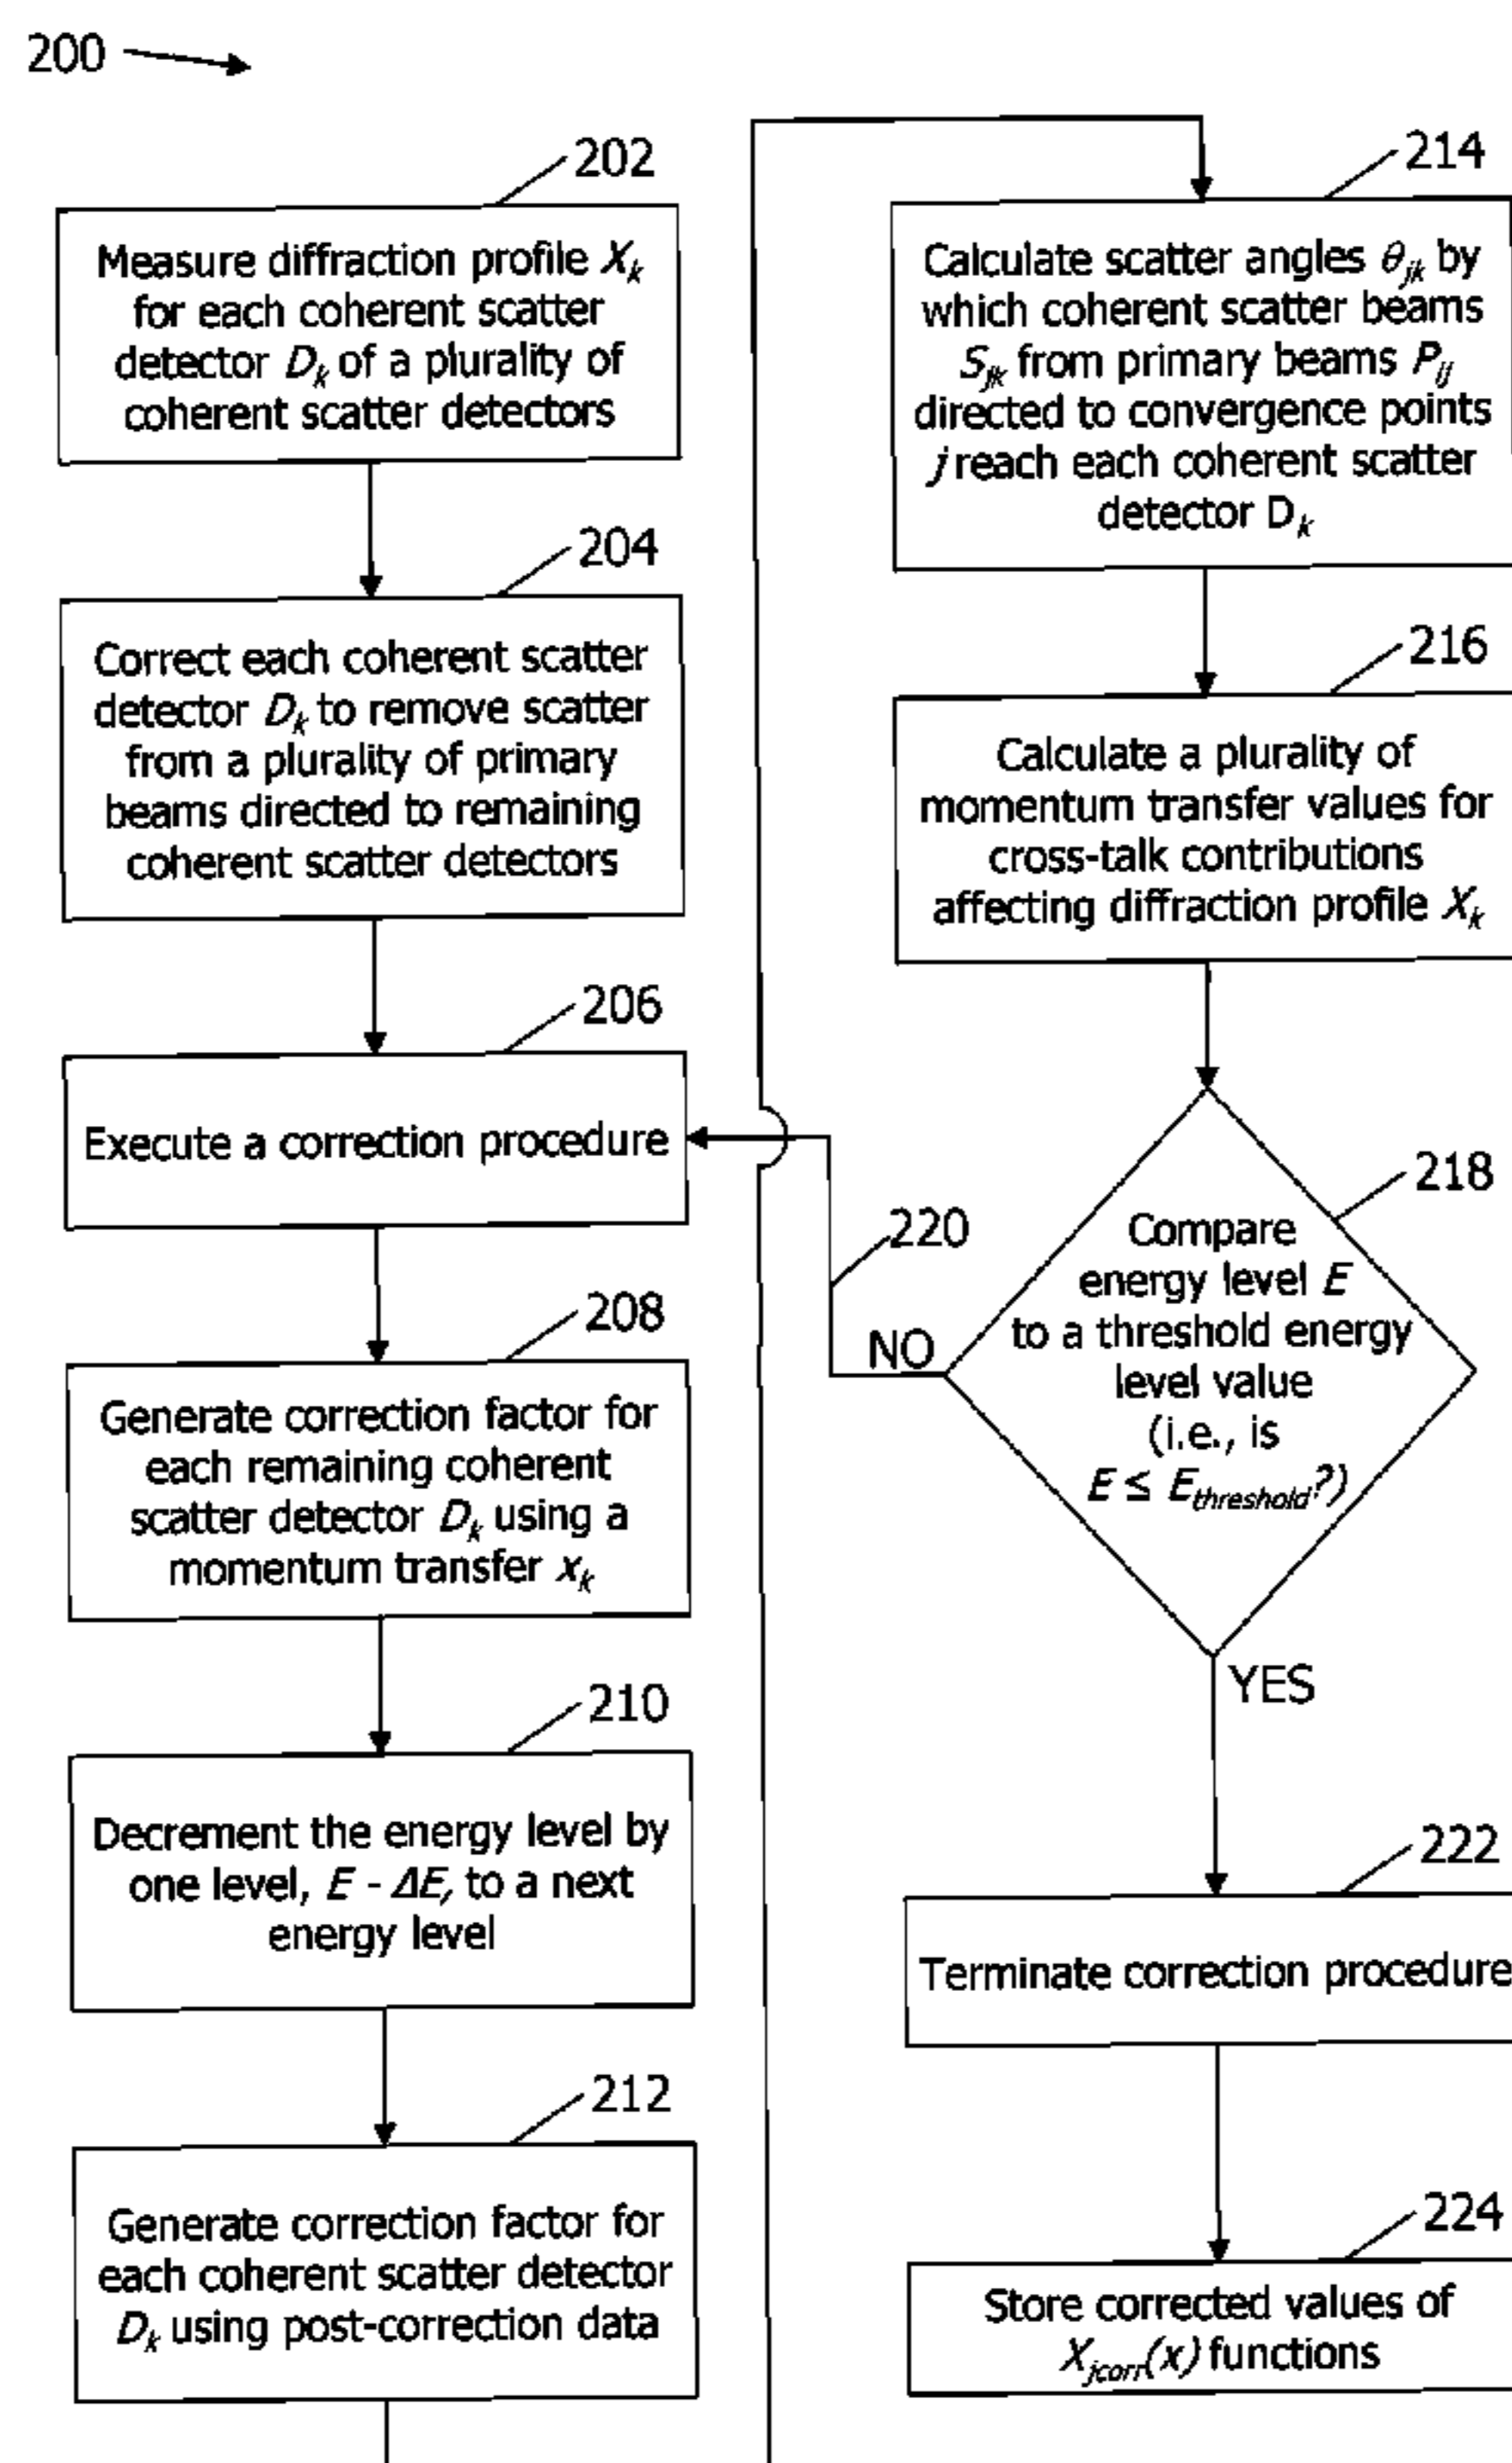 200
202
Measure diffraction profile Xk
for each coherent scatter
detector Dk of a plurality of
coherent scatter detectors
204
Correct each coherent scatter
detector Dk to remove scatter
from a plurality of primary
beams directed to remaining
coherent scatter detectors
206
Execute a correction procedure
208
Generate correction factor for
each remaining coherent
scatter detector Dk using a
momentum transfer xk
210
Decrement the energy level by
one level, E - ΔE, to a next
energy level
212
Generate correction factor for
each coherent scatter detector
Dk using post-correction data
214
Calculate scatter angles θjk by
which coherent scatter beams
Sjk from primary beams Pij
directed to convergence points
j reach each coherent scatter
detector Dk
216
Calculate a plurality of
momentum transfer values for
cross-talk contributions
affecting diffraction profile Xk
218
Compare
energy level E
to a threshold energy
level value
(i.e., is
E ≤ Ethreshold?)
220
NO
YES
222
Terminate correction procedure
224
Store corrected values of
Xjcorr(x) functions